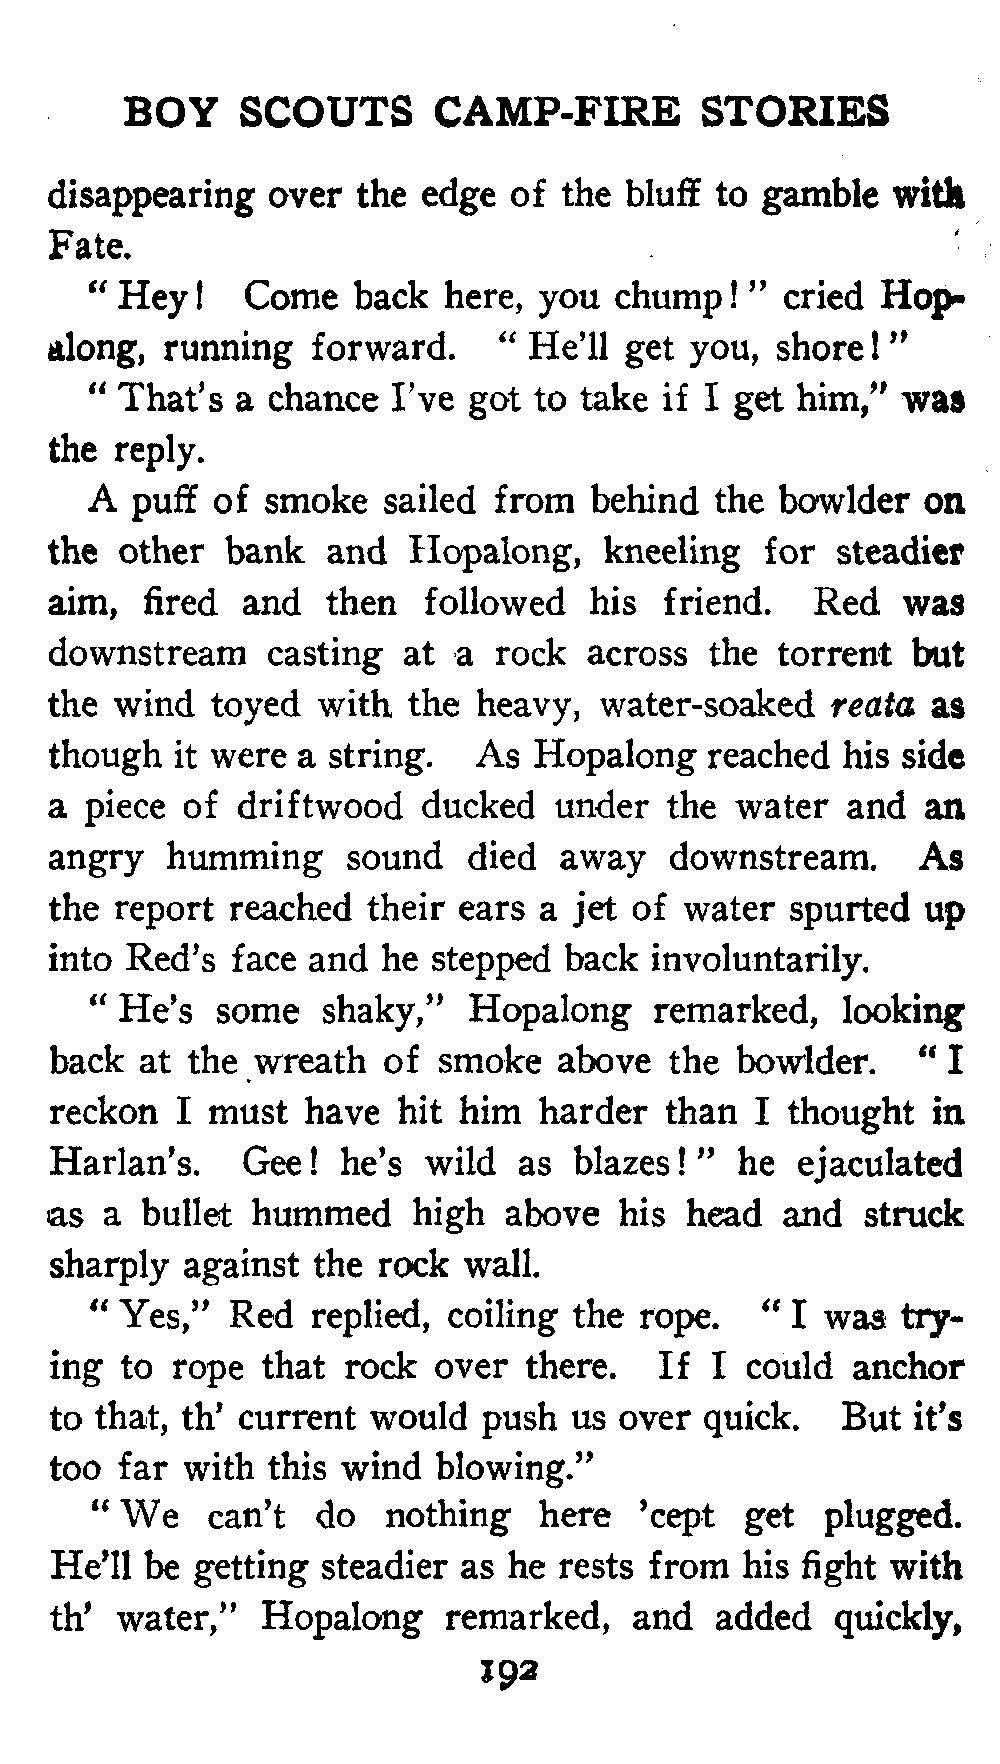 BOY SCOUTS CAMP-FIRE STORIES
disappearing over the edge of the bluff to gamble with
Fate.
"Hey! Come back here, you chump!" cried Hop-
along, running forward. "He'll get you, shore!"
"That's a chance I've got to take if I get him," was
the reply.
A puff of smoke sailed from behind the bowlder on
the other bank and Hopalong, kneeling for steadier
aim, fired and then followed his friend. Red was
downstream casting at a rock across the torrent but
the wind toyed with the heavy, water-soaked reata as
though it were a string. As Hopalong reached his side
a piece of driftwood ducked under the water and an
angry humming sound died away downstream. As
the report reached their ears a jet of water spurted up
into Red's face and he stepped back involuntarily.
"He's some shaky," Hopalong remarked, looking
back at the wreath of smoke above the bowlder. "I
reckon I must have hit him harder than I thought in
Harlan's. Gee! he's wild as blazes!" he ejaculated
as a bullet hummed high above his head and struck
sharply against the rock wall.
"Yes," Red replied, coiling the rope. "I was try-
ing to rope that rock over there. If I could anchor
to that, th' current would push us over quick. But it's
too far with this wind blowing."
"We can't do nothing here 'cept get plugged.
He'll be getting steadier as he rests from his fight with
th' water," Hopalong remarked, and added quickly,
192